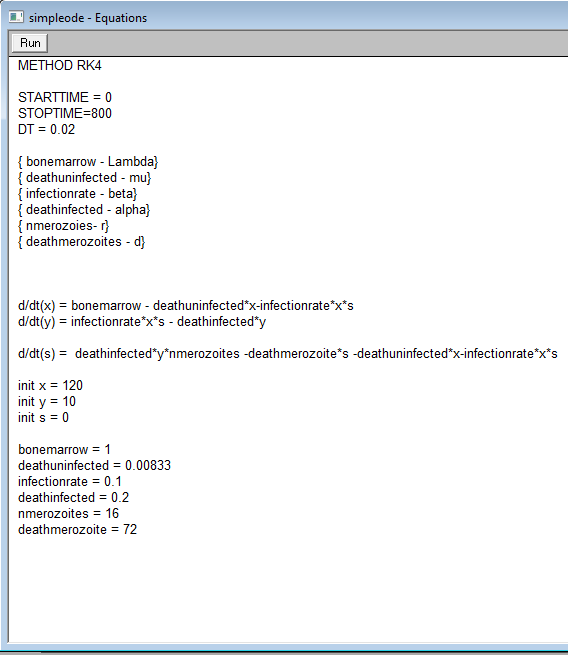 simpleode - Equations
Run
METHOD RK4
STARTTIME = 0
STOPTIME=800
DT = 0.02
{ bonemarrow - Lambda}
{ deathuninfected - mu}
{ infectionrate - beta}
{ deathinfected - alpha}
{ nmerozoies- r}
{ deathmerozoites - d}
d/dt(x) = bonemarrow - deathuninfected*x-infectionrate*x*s
d/dt(y) = infectionrate*x*s - deathinfected*y
d/dt(s) =  deathinfected*y*nmerozoites -deathmerozoite*s -deathuninfected*x-infectionrate*x*s
init x = 120
init y = 10
init s = 0
bonemarrow = 1
deathuninfected = 0.00833
infectionrate = 0.1
deathinfected = 0.2
nmerozoites = 16
deathmerozoite = 72